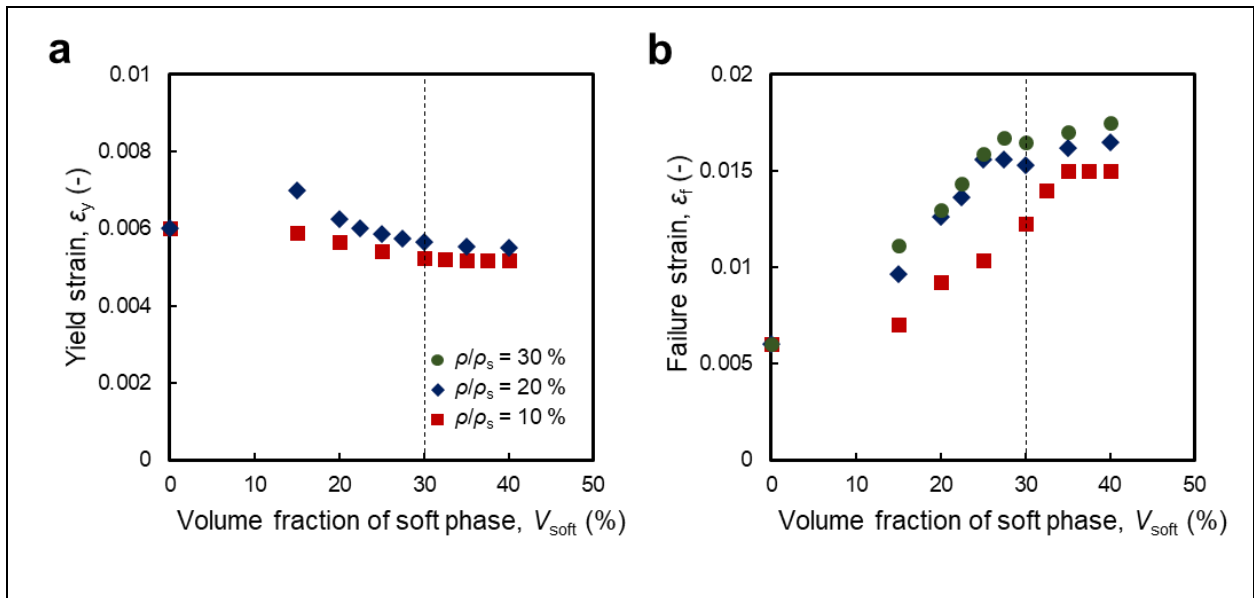 a
0.01
0.008
0.006
0.004
0.002
0
Yield strain, εy (-)
ρ/ρs = 30 %
ρ/ρs = 20 %
ρ/ρs = 10 %
0 10 20 30 40 50
Volume fraction of soft phase, Vsoft (%)
b
0.02
0.015
0.01
0.005
0
Failure strain, εf (-)
0 10 20 30 40 50
Volume fraction of soft phase, Vsoft (%)